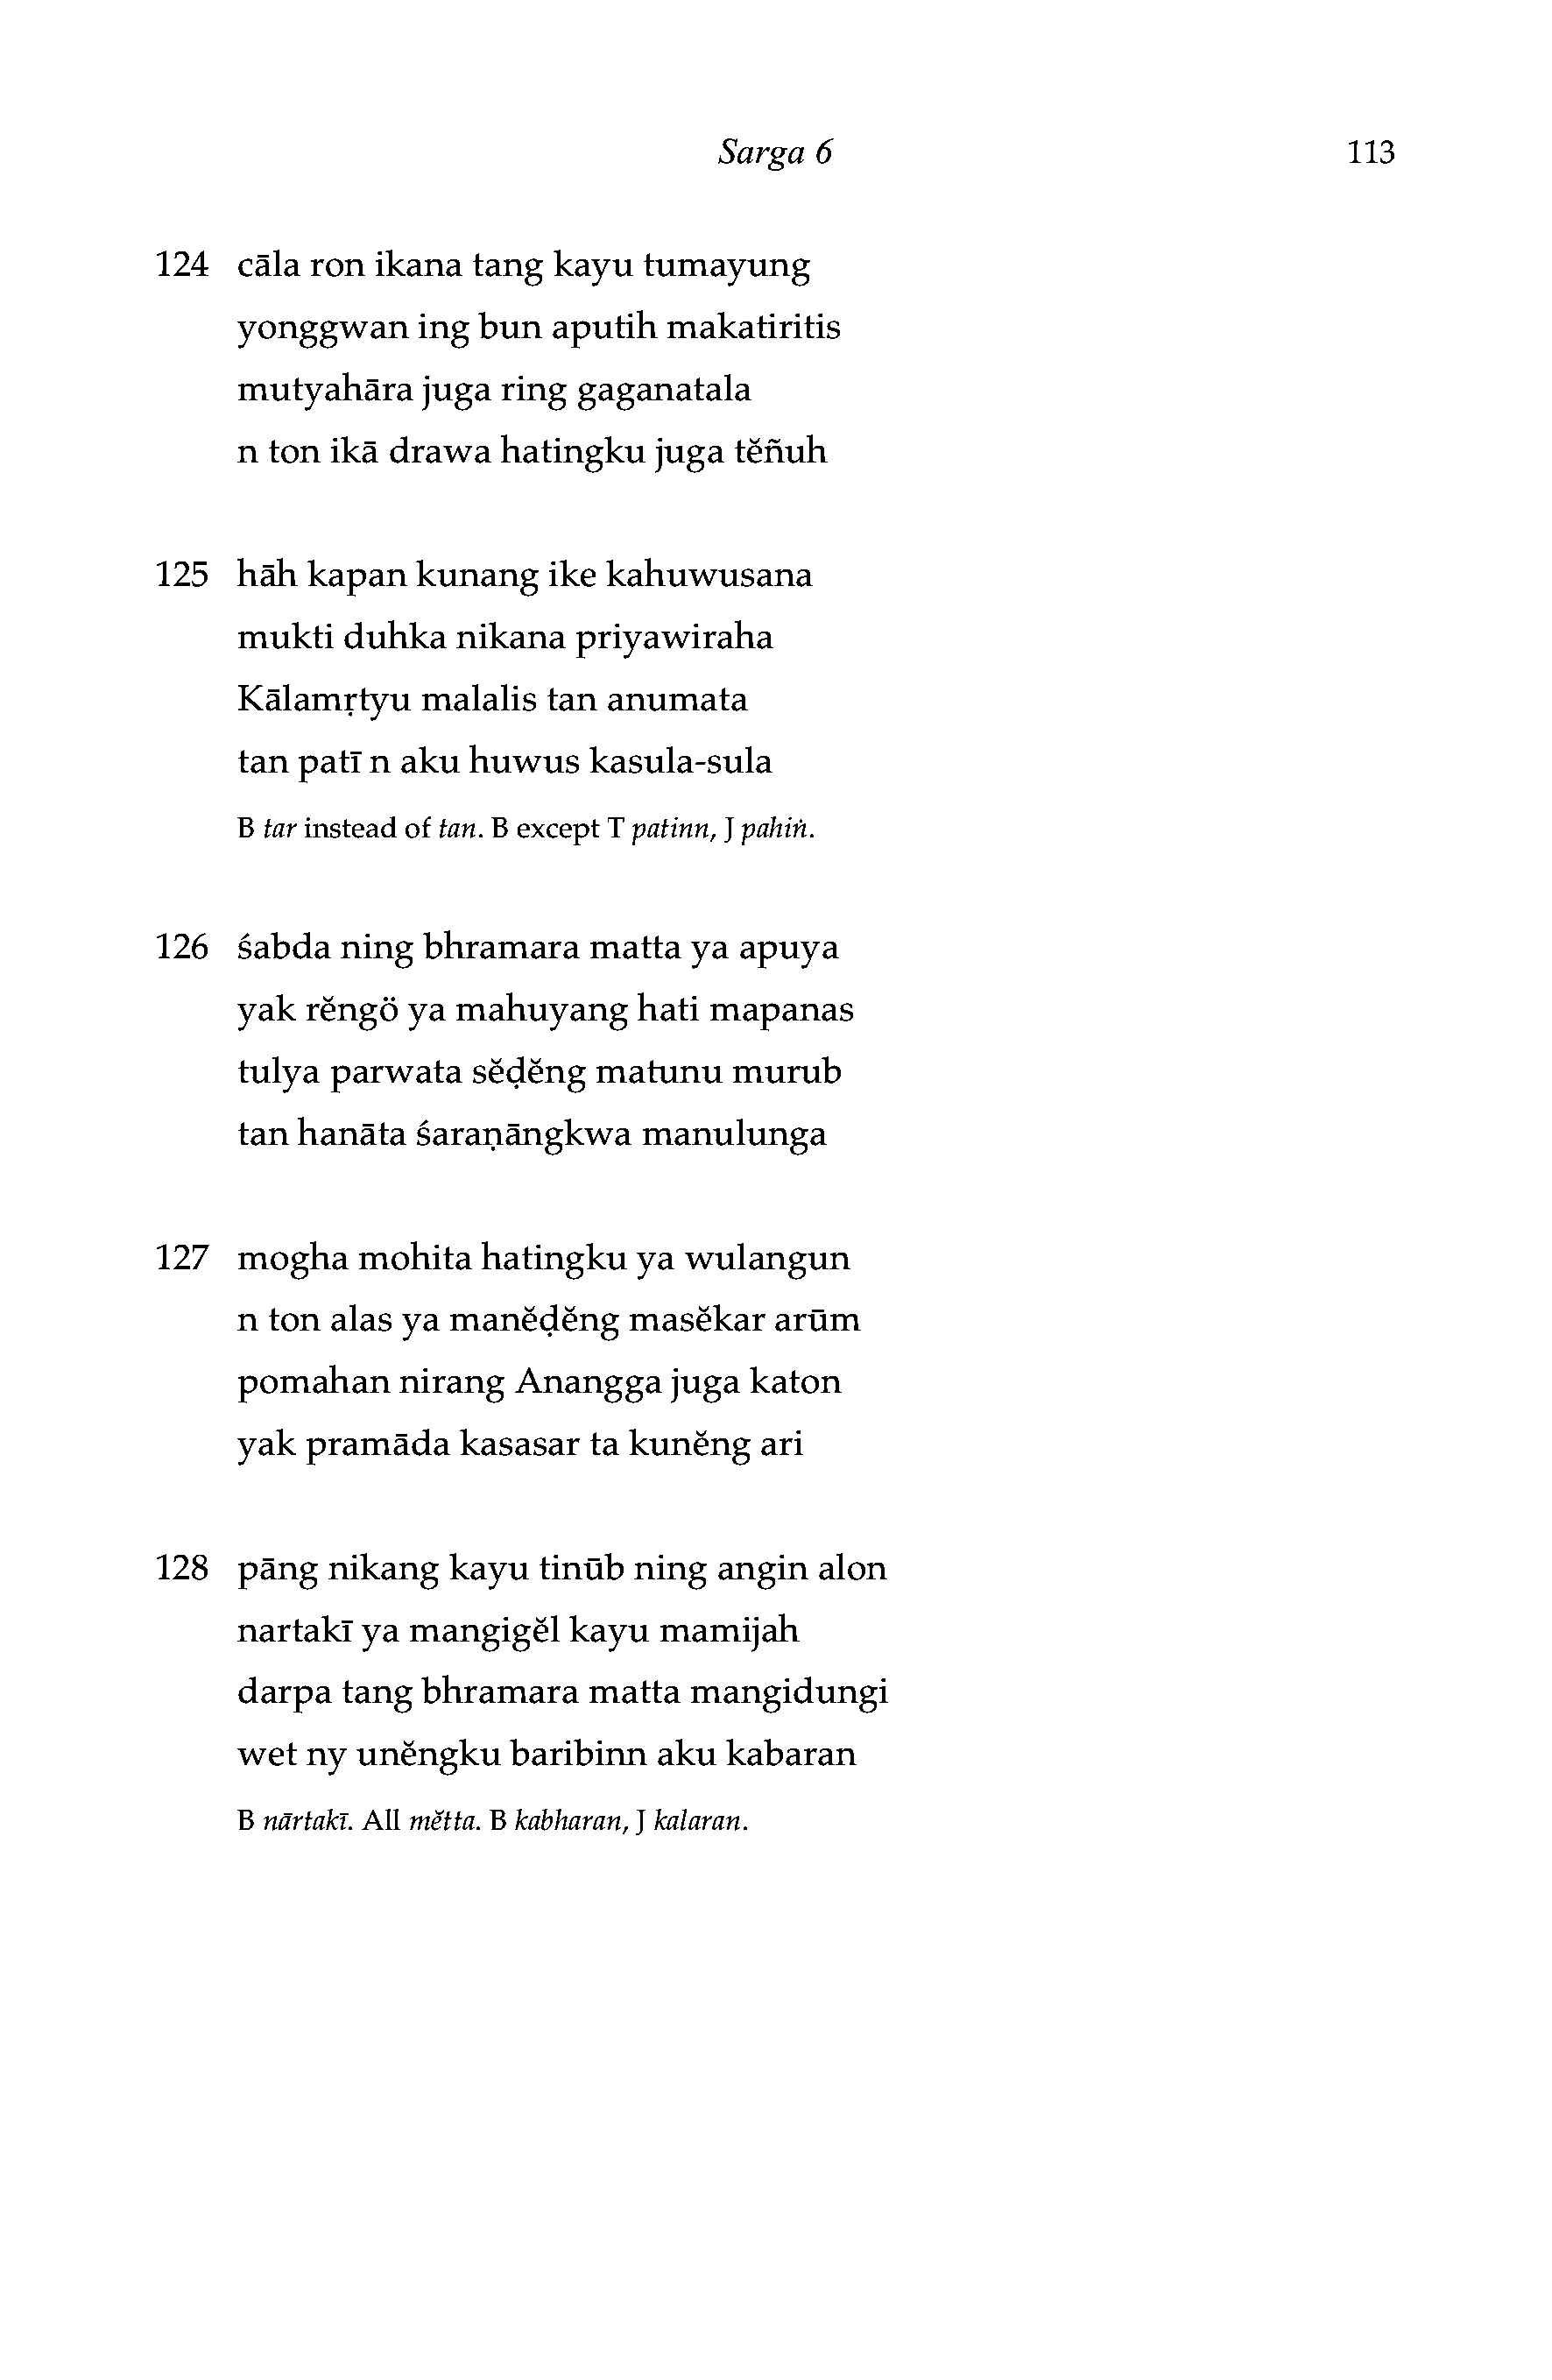 Sarga 6 113
124 cāla ron ikana tang kayu tumayung
yonggwan ing bun aputih makatiritis
mutyahāra juga ring gaganatala
n ton ikā drawa hatingku juga tĕñuh
125 hāh kapan kunang ike kahuwusana
mukti duhka nikana priyawiraha
Kālamṛtyu malalis tan anumata
tan patī n aku huwus kasula-sula
B tar instead of tan. B except T patinn, J pahiṅ.
126 śabda ning bhramara matta ya apuya
yak rĕngö ya mahuyang hati mapanas
tulya parwata sĕḍĕng matunu murub
tan hanāta śaraṇāngkwa manulunga
127 mogha mohita hatingku ya wulangun
n ton alas ya manĕḍĕng masĕkar arūm
pomahan nirang Anangga juga katon
yak pramāda kasasar ta kunĕng ari
128 pāng nikang kayu tinūb ning angin alon
nartakī ya mangigĕl kayu mamijah
darpa tang bhramara matta mangidungi
wet ny unĕngku baribinn aku kabaran
B nārtakī. All mĕtta. B kabharan, J kalaran.